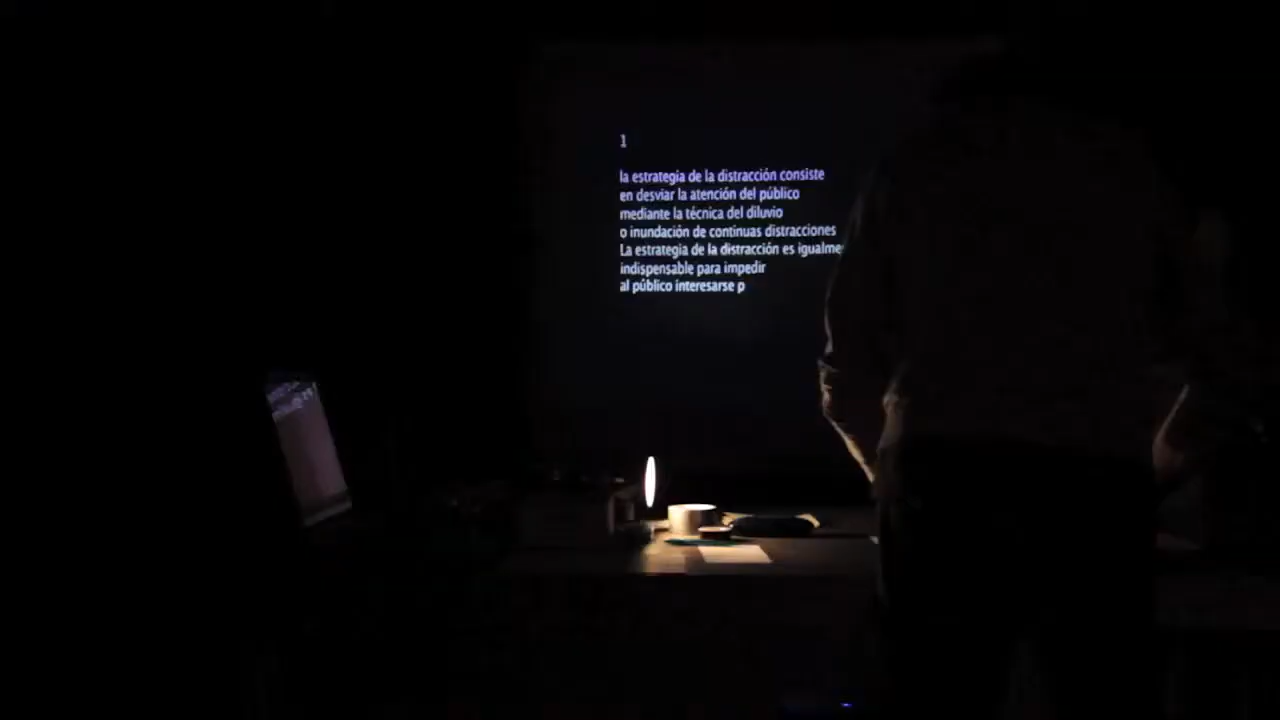 1
la estrategia de la distracción consiste
en desviar la atención del público
mediante la técnica del diluvio
o inundación de continuas distracciones
La estrategia de la distracción es igualme
indispensable para impedir
al público interesarse p